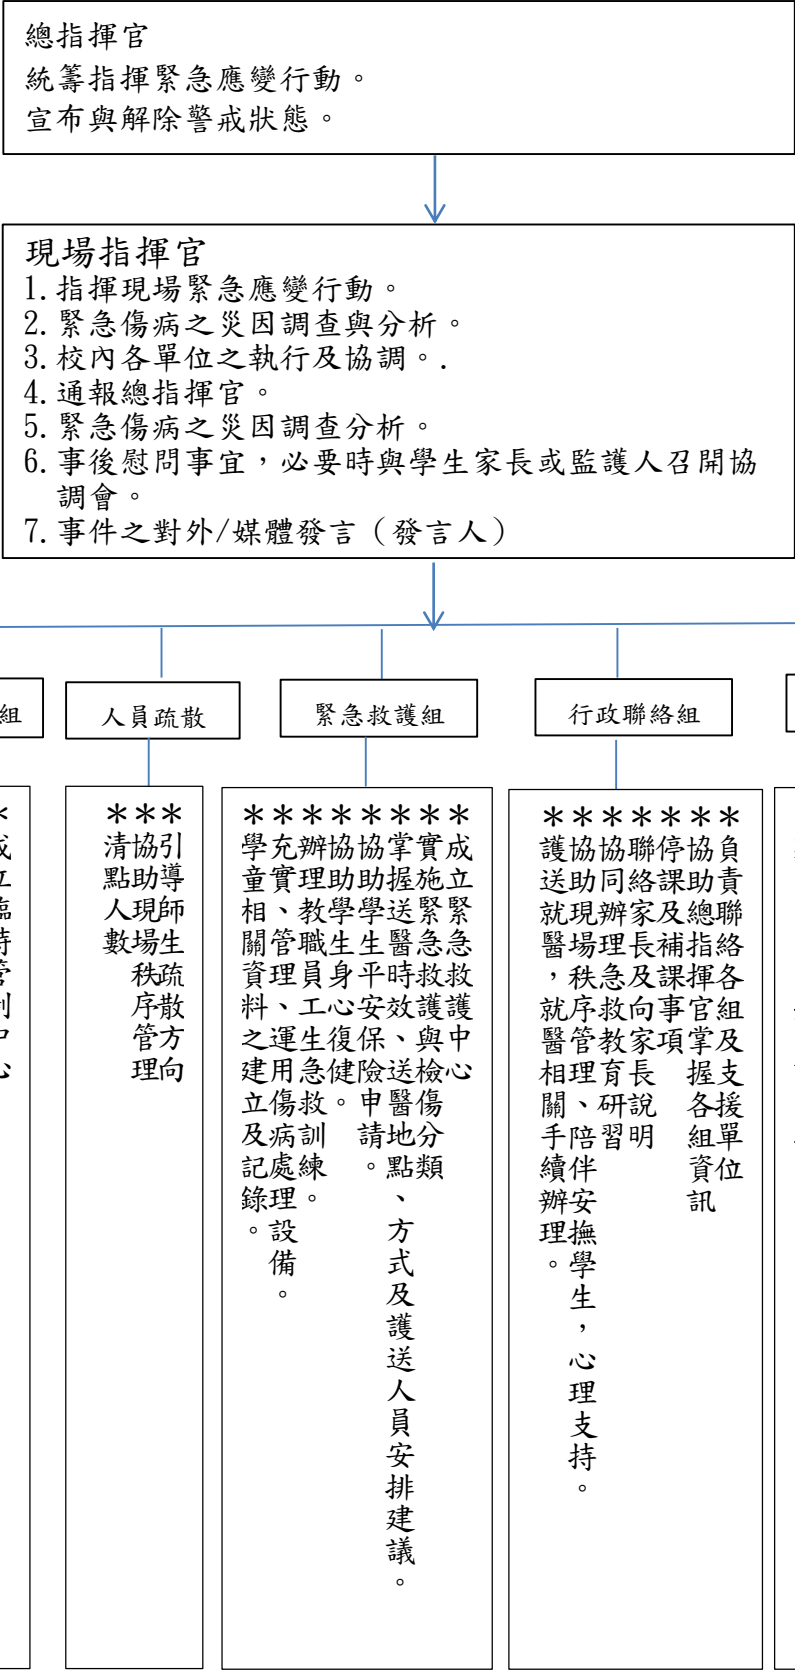 總指揮官
統籌指揮緊急應變行動。
宣布與解除警戒狀態。
現場指揮官
1.指揮現場緊急應變行動。
2.緊急傷病之災因調查與分析。
3.校內各單位之執行及協調。.
4.通報總指揮官。
5.緊急傷病之災因調查分析。
6.事後慰問事宜，必要時與學生家長或監護人召開協
調會。
7.事件之對外/媒體發言（發言人）
組
人員疏散
緊急救護組
行政聯絡組
＊負責聯絡各組及支援單位
＊協助總指揮官掌握各組資訊
＊停課及補課事項
＊聯絡家長及向家長說明
＊協同辦理急救教育研習
＊協助現場秩序管理、陪伴安撫學生，心理支持。
＊護送就醫，就醫相關手續辦理。
＊成立緊急救護中心
＊實施緊急救護與檢傷分類
＊掌握送醫時效、送醫地點、方式及護送人員安排建議。
＊協助學生平安保險申請。
＊協助學生身心復健。
＊辦理教職員工生急救訓練。
＊充實、管理、運用傷病處理設備。
＊學童相關資料之建立及記錄。
＊引導師生疏散方向
＊協助現場秩序管理
＊清點人數